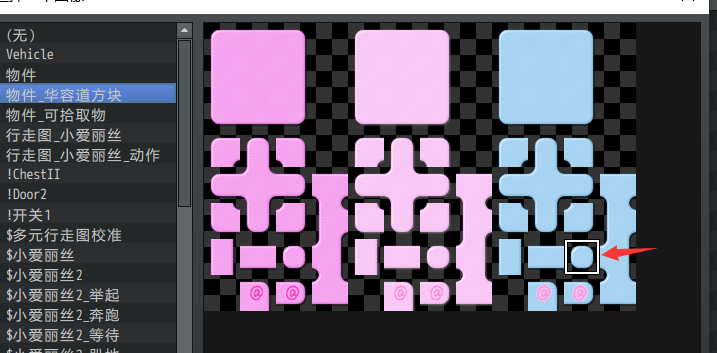 (无)
Vehicle
物件
物件_华容道方块
物件_可拾取物
行走图_小爱丽丝
行走图_小爱丽丝_动作
!ChestII
!Door2
!开关1
$多元行走图校准
$小爱丽丝
$小爱丽丝2
$小爱丽丝2_举起
$小爱丽丝2_奔跑
$小爱丽丝2_等待
@ @ @ @ @ @